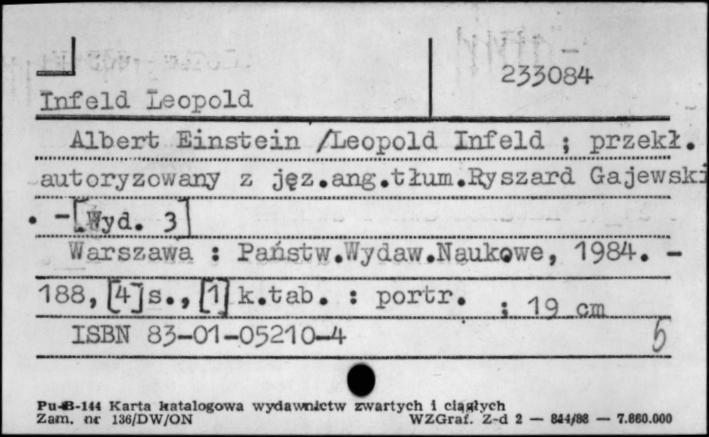 233084
Infeld Leopold
Albert Einstein /Leopold Infeld ; przekł.
autoryzowany z jęz.ang.tłum.Ryszard Gajewski
. -[Wyd. 3]
Warszawa : Państw.Wydaw.Naukowe, 1984. -
188, [4] s., [1] k.tab. : portr. ; 19 cm
ISBN 83-01-05210-4
5
Pu-B-144 Karta katalogowa wydawnictw zwartych i ciągłych
Zam. nr 136/DW/ON WZGraf. Z-d 2 — 844/88 — 7.860.000